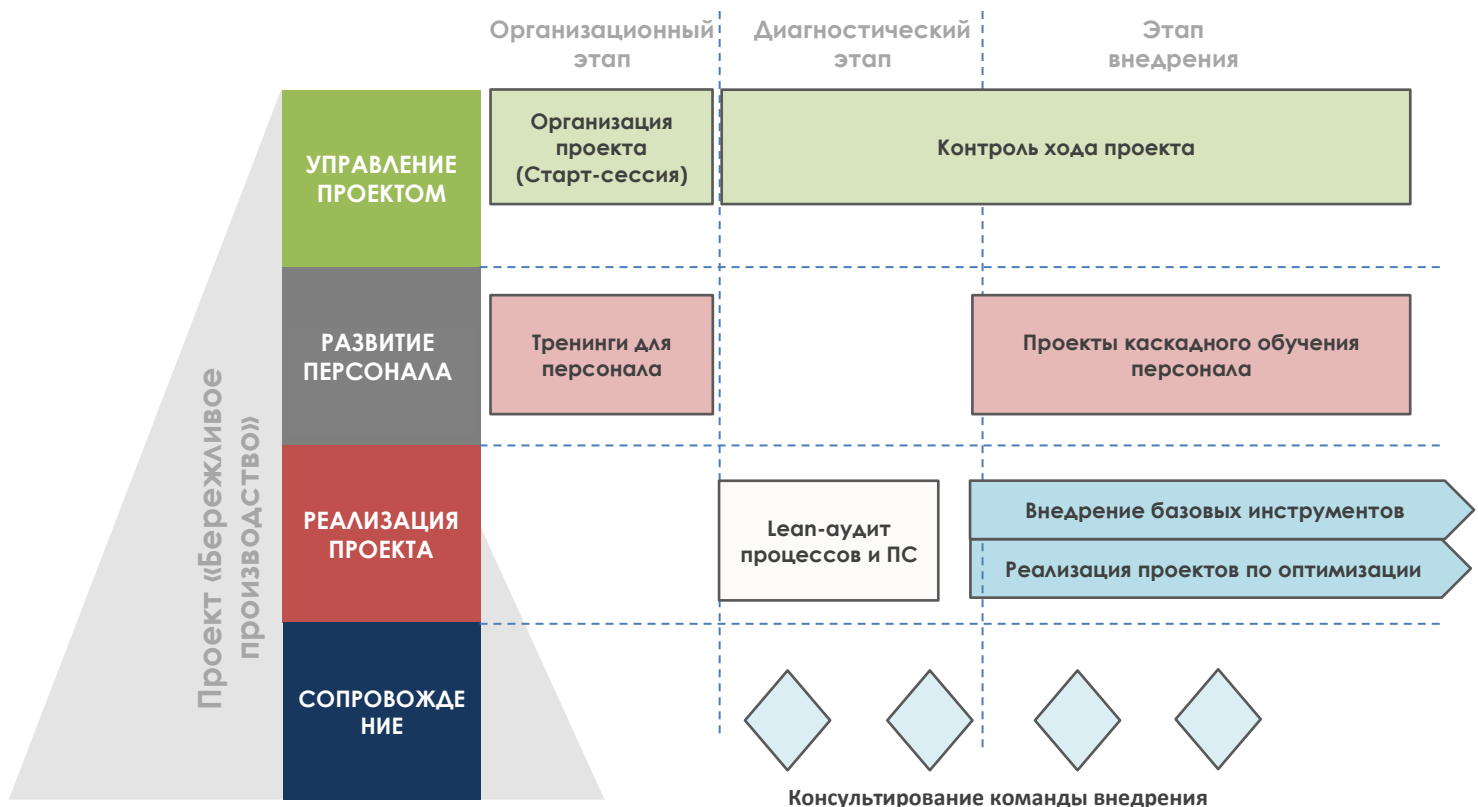 Организационный
этап
Диагностический
этап
Этап
внедрения
УПРАВЛЕНИЕ
ПРОЕКТОМ
Организация
проекта
(Старт-сессия)
Контроль хода проекта
РАЗВИТИЕ
ПЕРСОНАЛА
Тренинги для
персонала
Проекты каскадного обучения
персонала
Проект «Бережливое
производство»
РЕАЛИЗАЦИЯ
ПРОЕКТА
Lean-аудит
процессов и ПС
Внедрение базовых инструментов
Реализация проектов по оптимизации
СОПРОВОЖДЕ
НИЕ
Консультирование команды внедрения